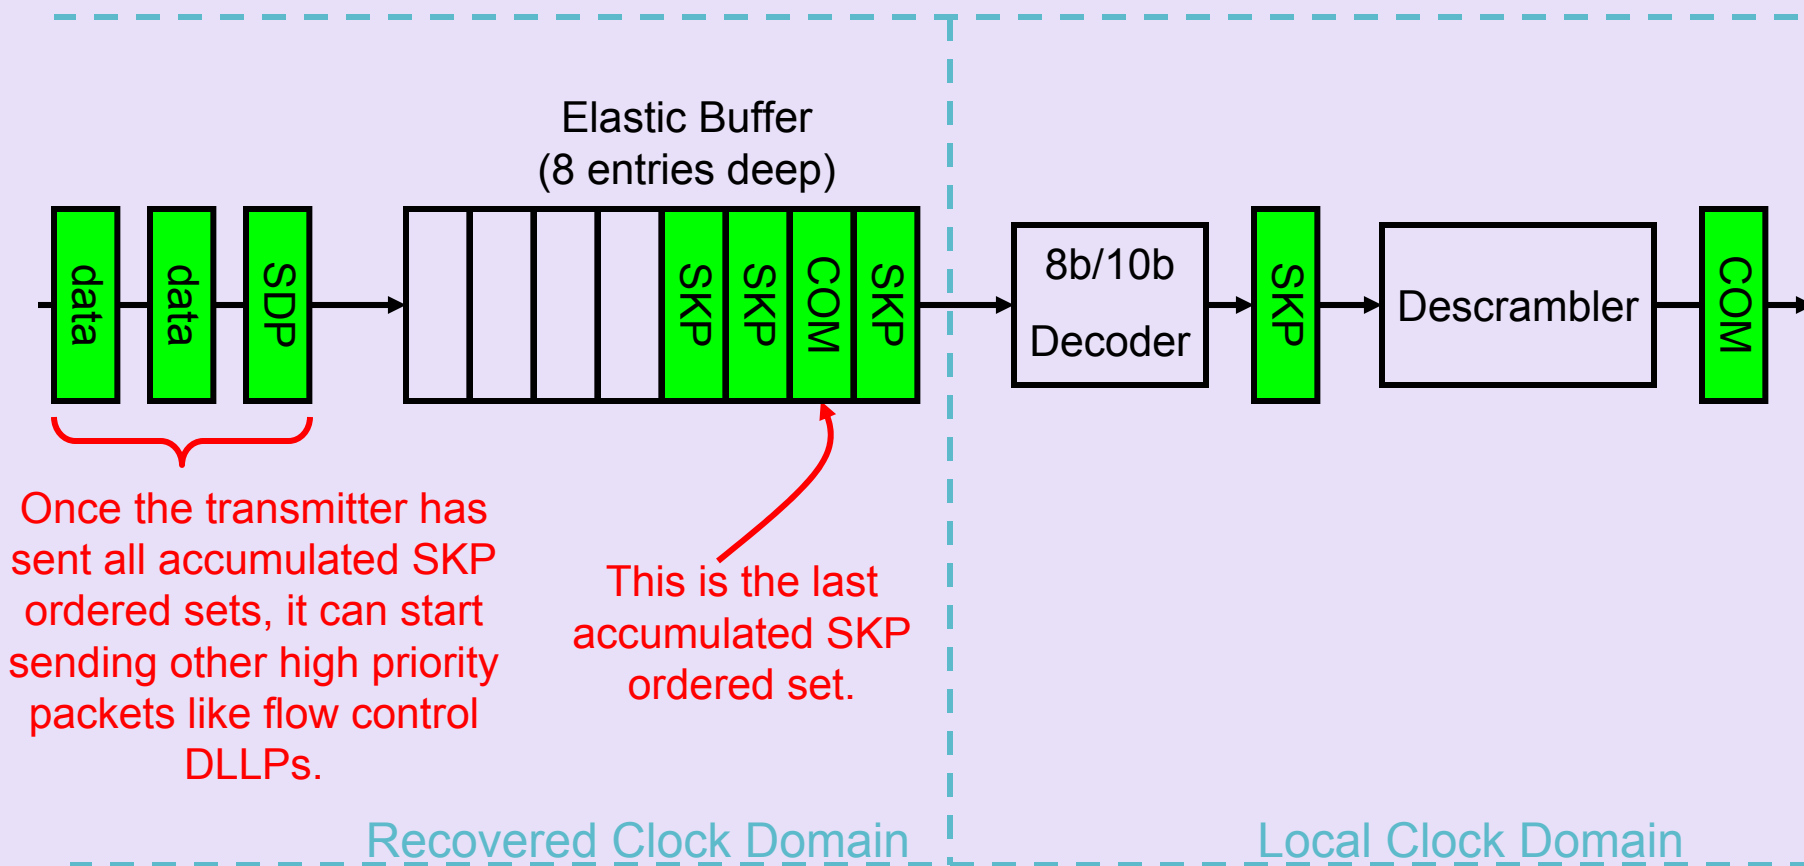 Elastic Buffer
(8 entries deep)
data
data
SDP
SKP
SKP
COM
SKP
8b/10b
Decoder
SKP
Descrambler
COM
Once the transmitter has
sent all accumulated SKP
ordered sets, it can start
sending other high priority
packets like flow control
DLLPs.
This is the last
accumulated SKP
ordered set.
Recovered Clock Domain
Local Clock Domain